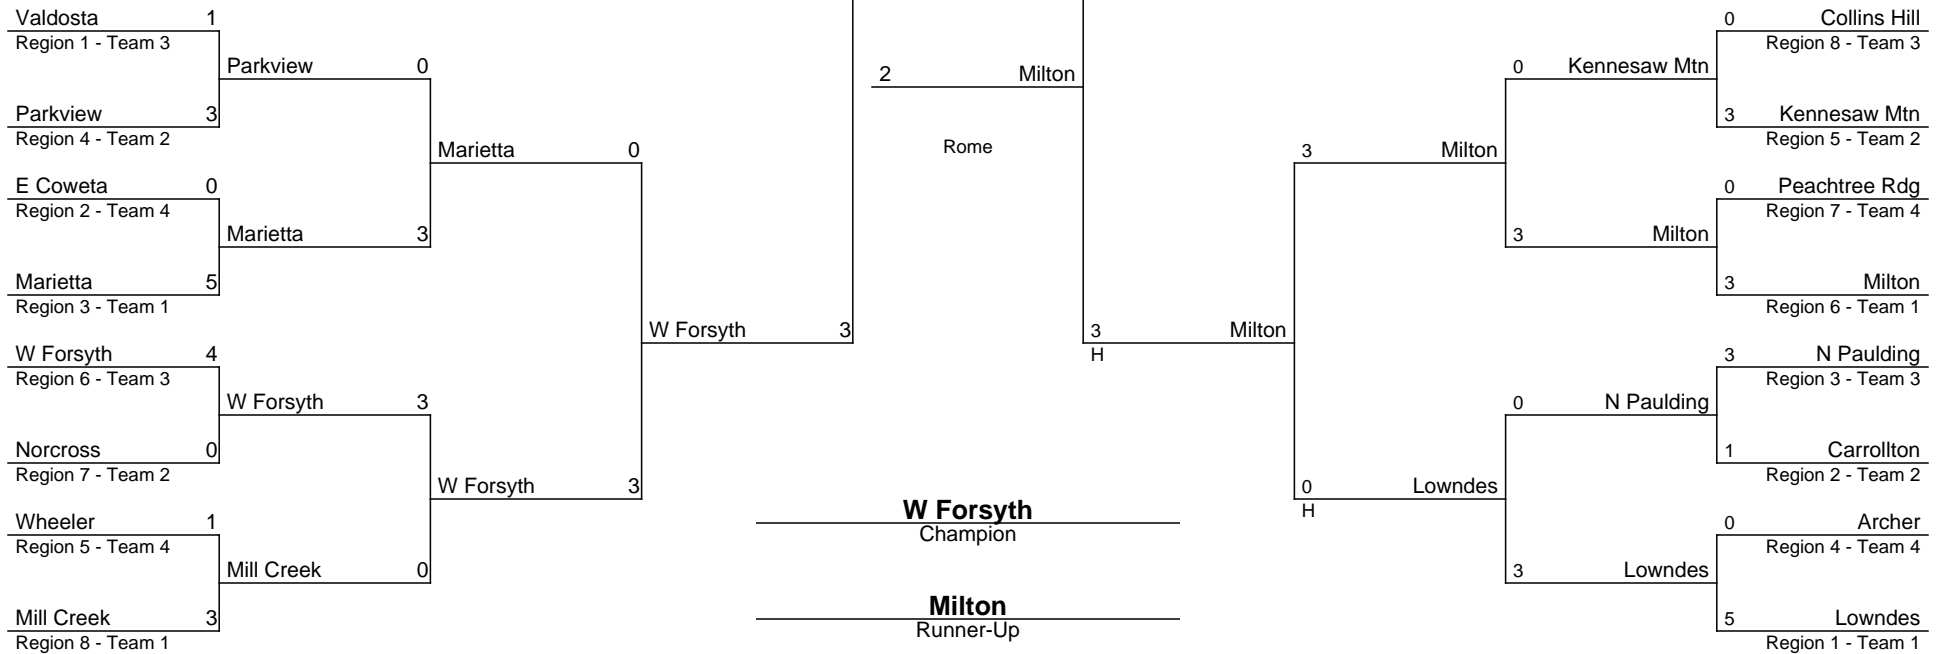 Valdosta 1
Region 1 - Team 3
Parkview 0
Parkview 3
Region 4 - Team 2
Marietta 0
E Coweta 0
Region 2 - Team 4
Marietta 3
Marietta 5
Region 3 - Team 1
W Forsyth 3
W Forsyth 4
Region 6 - Team 3
W Forsyth 3
Norcross 0
Region 7 - Team 2
W Forsyth 3
Wheeler 1
Region 5 - Team 4
Mill Creek 0
Mill Creek 3
Region 8 - Team 1
2 Milton
Rome
3 Milton
H
W Forsyth
Champion
Milton
Runner-Up
0 Collins Hill
Region 8 - Team 3
0 Kennesaw Mtn
3 Kennesaw Mtn
Region 5 - Team 2
3 Milton
0 Peachtree Rdg
Region 7 - Team 4
3 Milton
3 Milton
Region 6 - Team 1
3 N Paulding
Region 3 - Team 3
0 N Paulding
1 Carrollton
Region 2 - Team 2
0 Lowndes
H
0 Archer
Region 4 - Team 4
3 Lowndes
5 Lowndes
Region 1 - Team 1